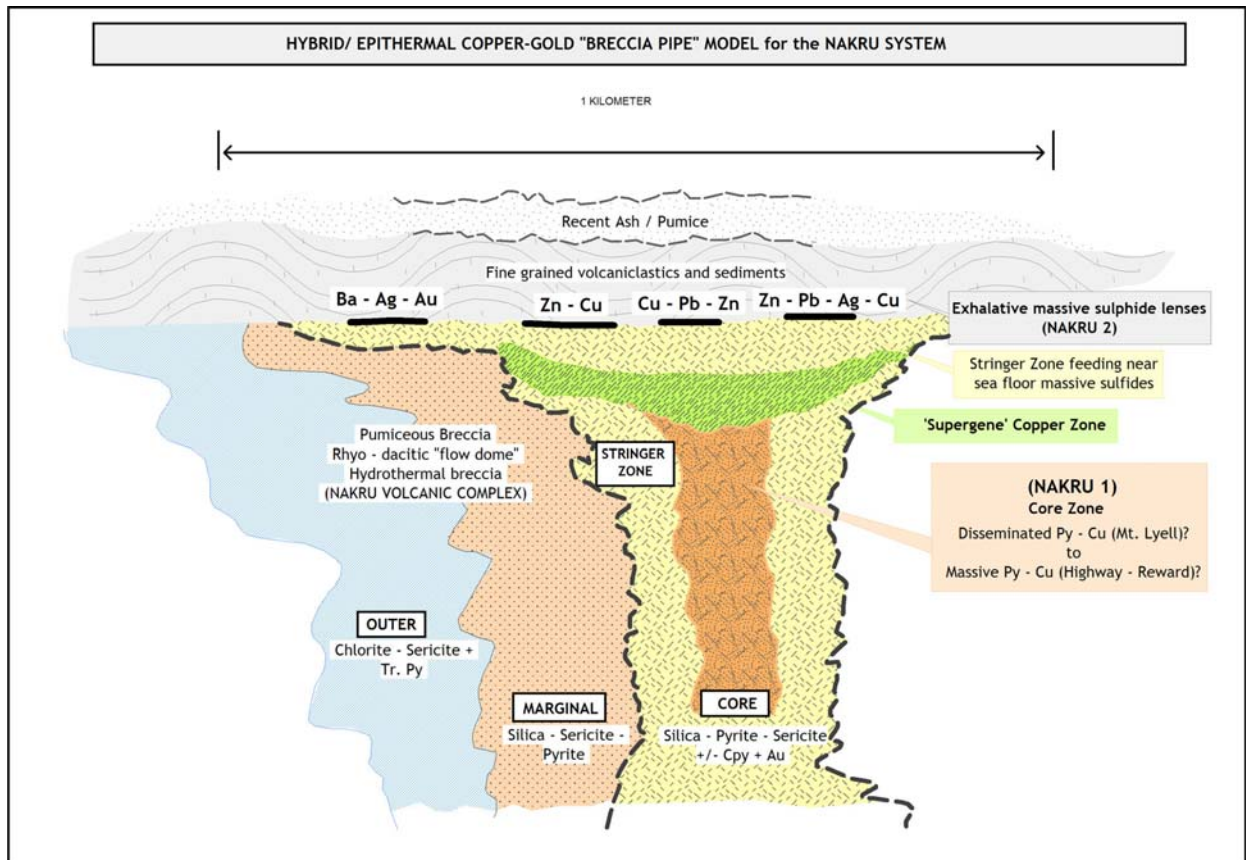 HYBRID/ EPITHERMAL COPPER-GOLD "BRECCIA PIPE" MODEL for the NAKRU SYSTEM
1 KILOMETER
Recent Ash / Pumice
Fine grained volcaniclastics and sediments
Ba - Ag - Au
Zn - Cu
Cu - Pb - Zn
Zn - Pb - Ag - Cu
Exhalative massive sulphide lenses
(NAKRU 2)
Stringer Zone feeding near
sea floor massive sulfides
'Supergene' Copper Zone
Pumiceous Breccia
Rhyo - dacitic "flow dome"
Hydrothermal breccia
(NAKRU VOLCANIC COMPLEX)
STRINGER
ZONE
(NAKRU 1)
Core Zone
Disseminated Py - Cu (Mt. Lyell)?
to
Massive Py - Cu (Highway - Reward)?
OUTER
Chlorite - Sericite +
Tr. Py
MARGINAL
Silica - Sericite -
Pyrite
CORE
Silica - Pyrite - Sericite
+/- Cpy + Au